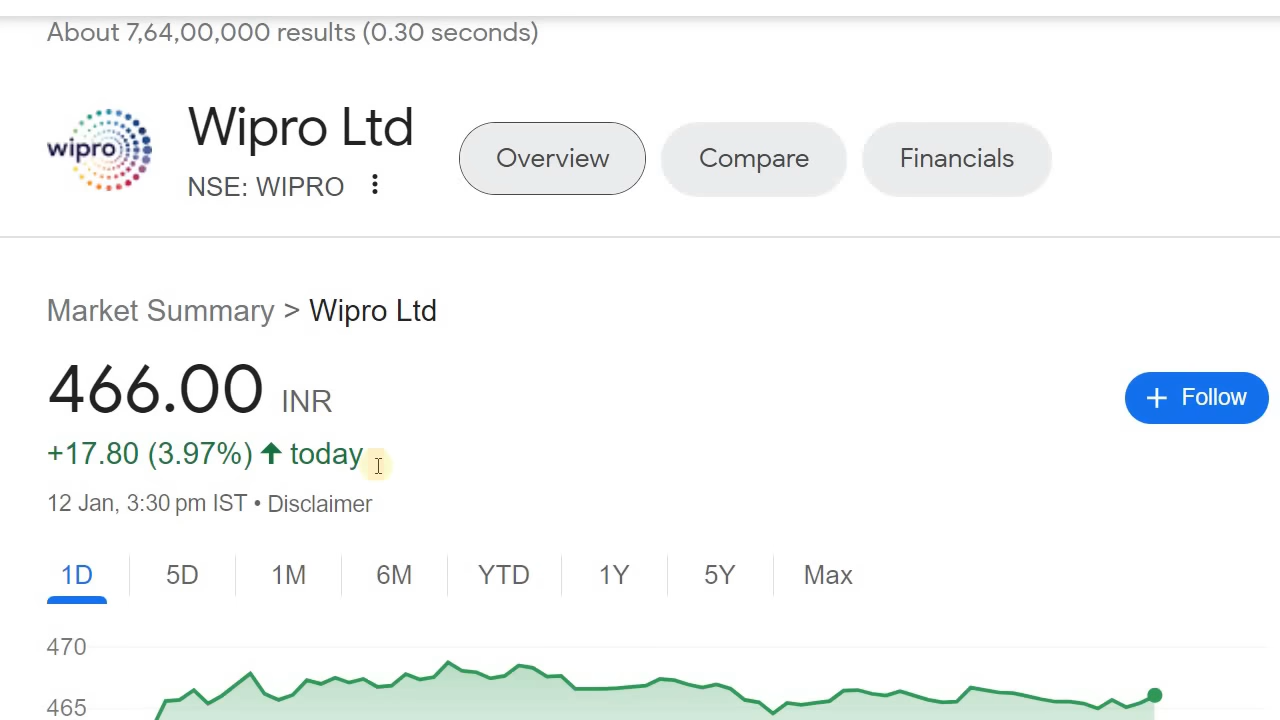 About 7,64,00,000 results (0.30 seconds)
wipro
Wipro Ltd
NSE: WIPRO
Overview
Compare
Financials
Market Summary > Wipro Ltd
466.00 INR
+ Follow
+17.80 (3.97%) ↑ today
12 Jan, 3:30 pm IST • Disclaimer
1D 5D 1M 6M YTD 1Y 5Y Max
470
465